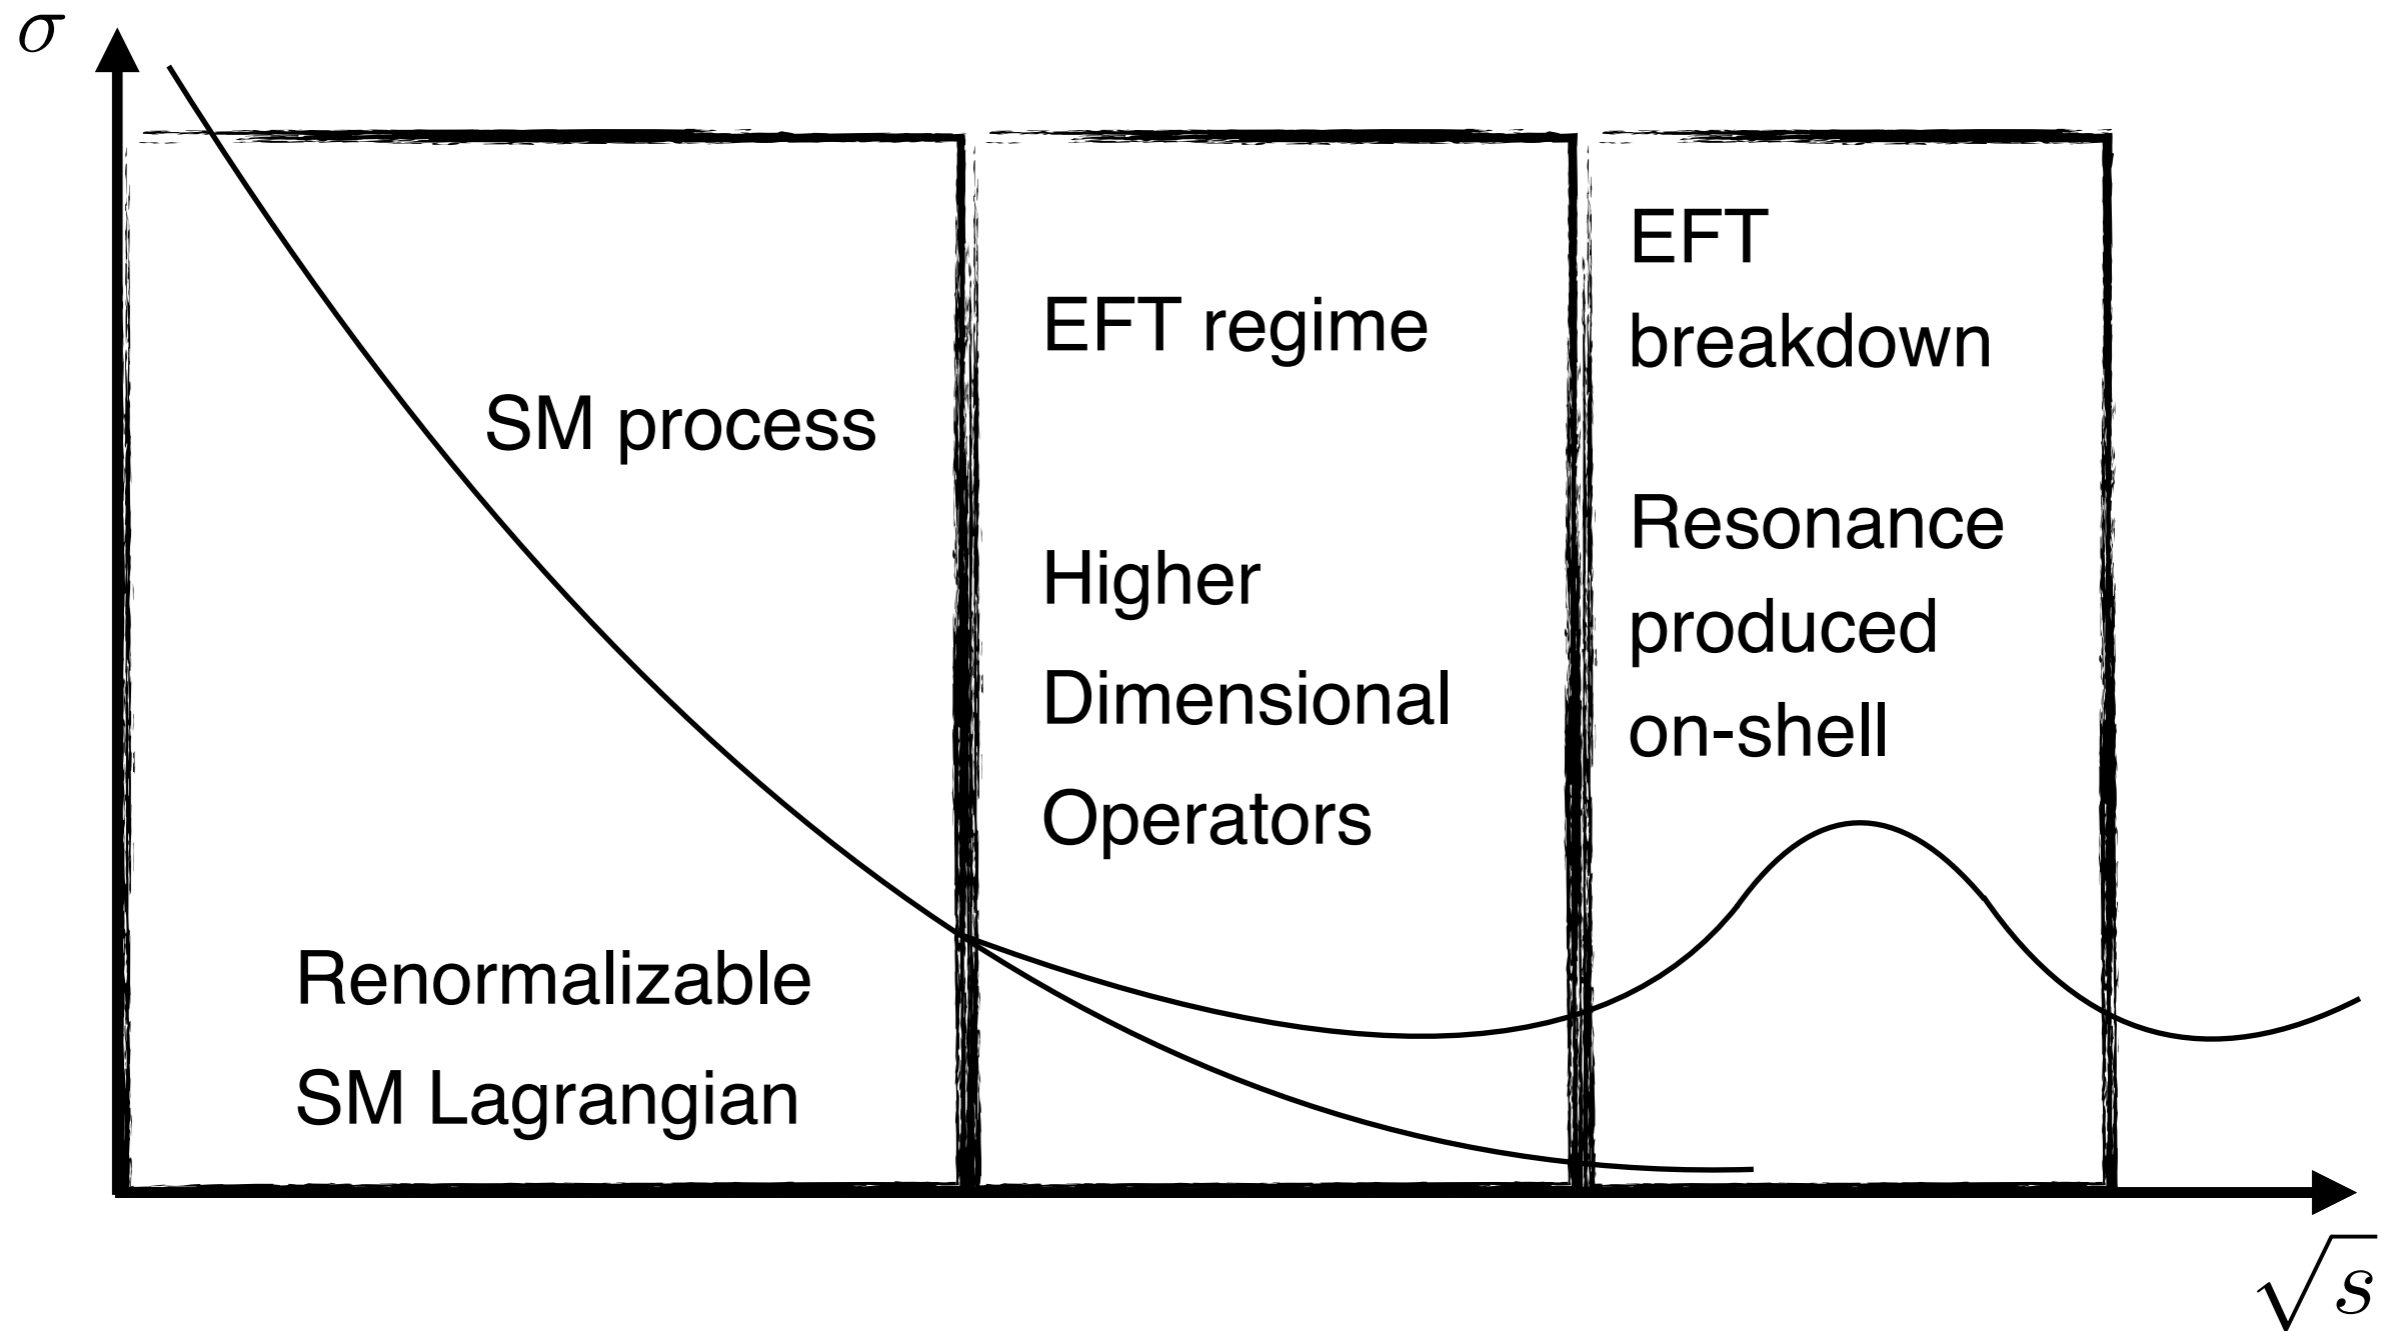 σ
SM process
Renormalizable
SM Lagrangian
EFT regime
Higher
Dimensional
Operators
EFT
breakdown
Resonance
produced
on-shell
√s